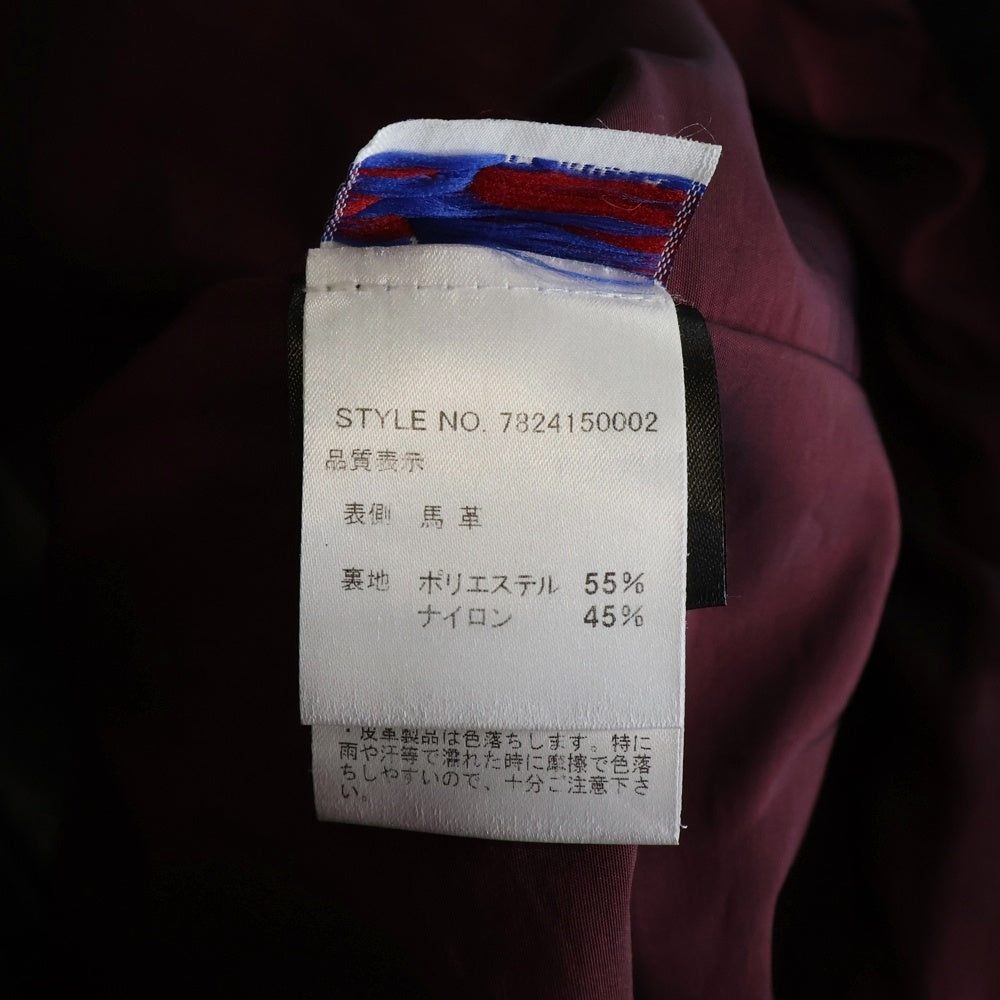 STYLE NO. 7824150002
品質表示
表側 馬革
裏地 ポリエステル 55%
ナイロン 45%
・皮革製品は色落ちします。特に
雨や汗等で濡れた時に摩擦で色落
ちしやすいので、十分ご注意下さ
い。